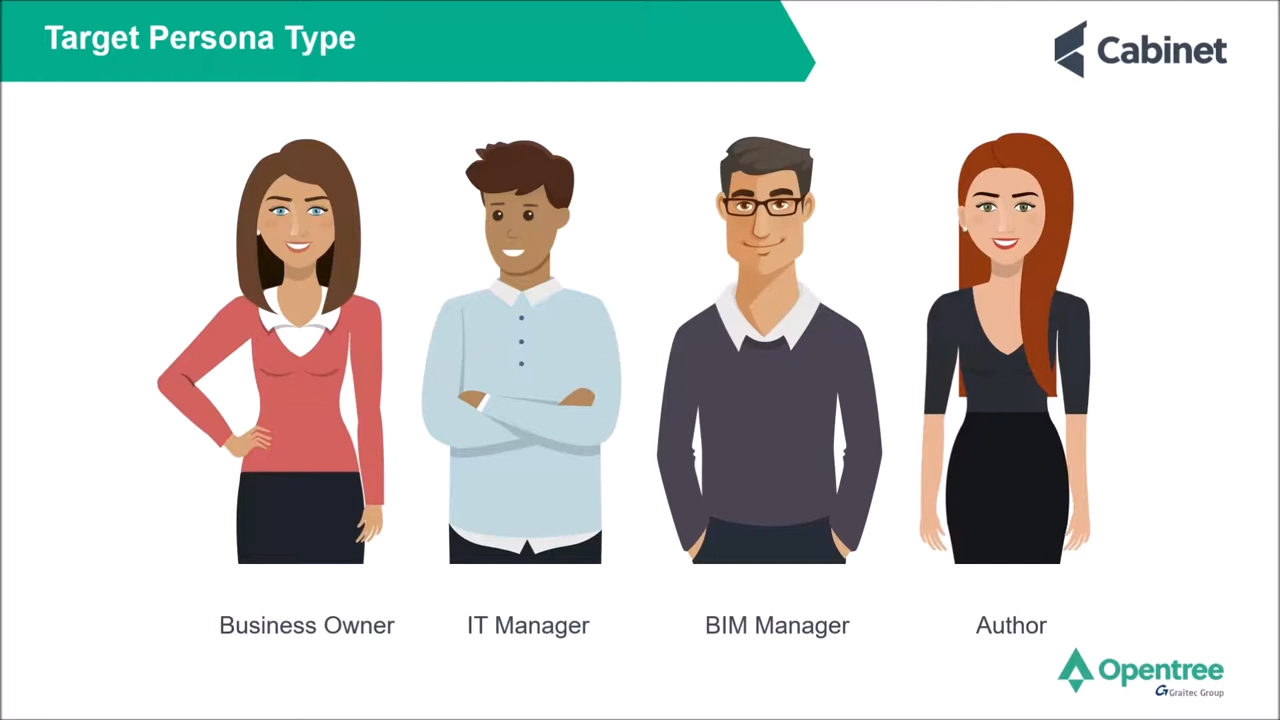 Target Persona Type
Cabinet
Business Owner
IT Manager
BIM Manager
Author
Opentree
Graitec Group